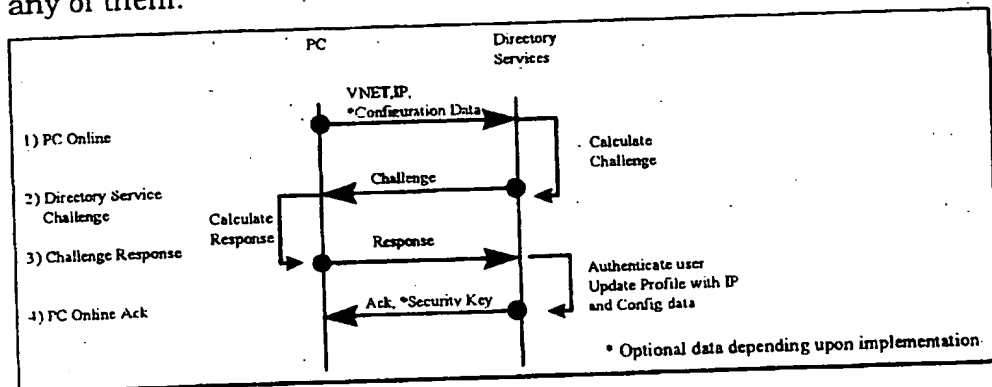 any of them.
PC
Directory
Services
VNET,IP,
*Configuration Data
1) PC Online
Calculate
Challenge
Challenge
2) Directory Service
Challenge
Calculate
Response
Response
3) Challenge Response
Authenticate user
Update Profile with IP
and Config data
Ack, *Security Key
4) PC Online Ack
* Optional data depending upon implementation